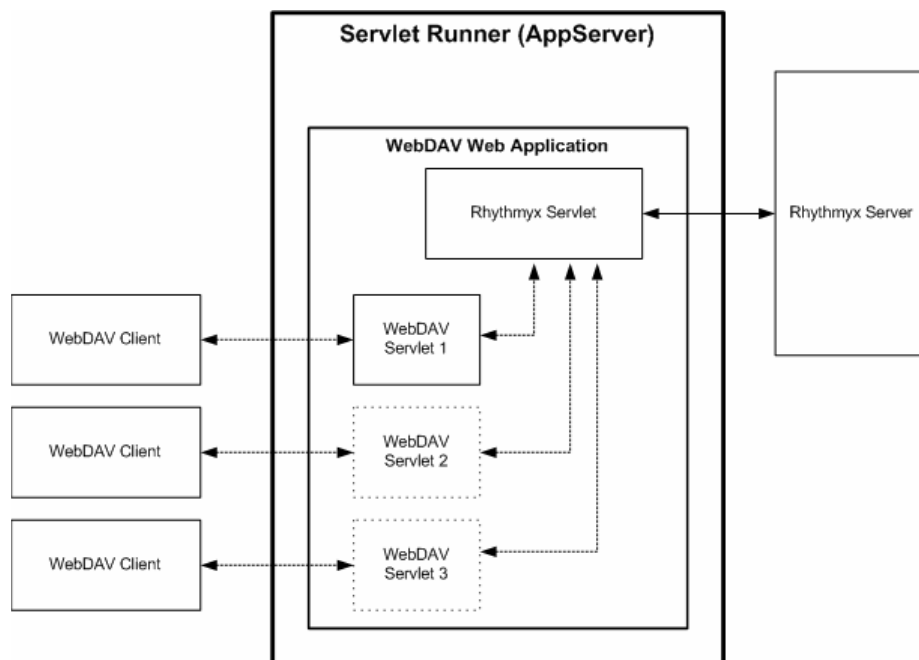 Servlet Runner (AppServer)
WebDAV Web Application
Rhythmyx Servlet
Rhythmyx Server
WebDAV Client
WebDAV
Servlet 1
WebDAV Client
WebDAV
Servlet 2
WebDAV Client
WebDAV
Servlet 3